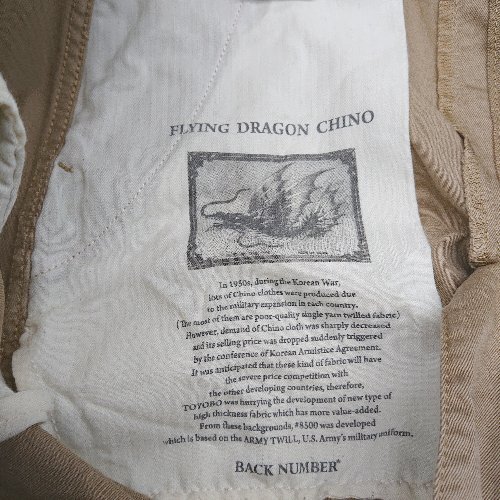 FLYING DRAGON CHINO
In 1950s, during the Korean War,
lots of Chino clothes were produced due
to the military expansion in each country.
(The most of them are poor-quality single yarn twilled fabric)
However, demand of Chino cloth was sharply decreased
and its selling price was dropped suddenly triggered
by the conference of Korean Armistice Agreement.
It was anticipated that these kind of fabric will have
the severe price competition with
the other developing countries, therefore,
TOYOBO was hurrying the development of new type of
high thickness fabric which has more value-added.
From these backgrounds, #8500 was developed
which is based on the ARMY TWILL, U.S. Army's military uniform.
BACK NUMBER®